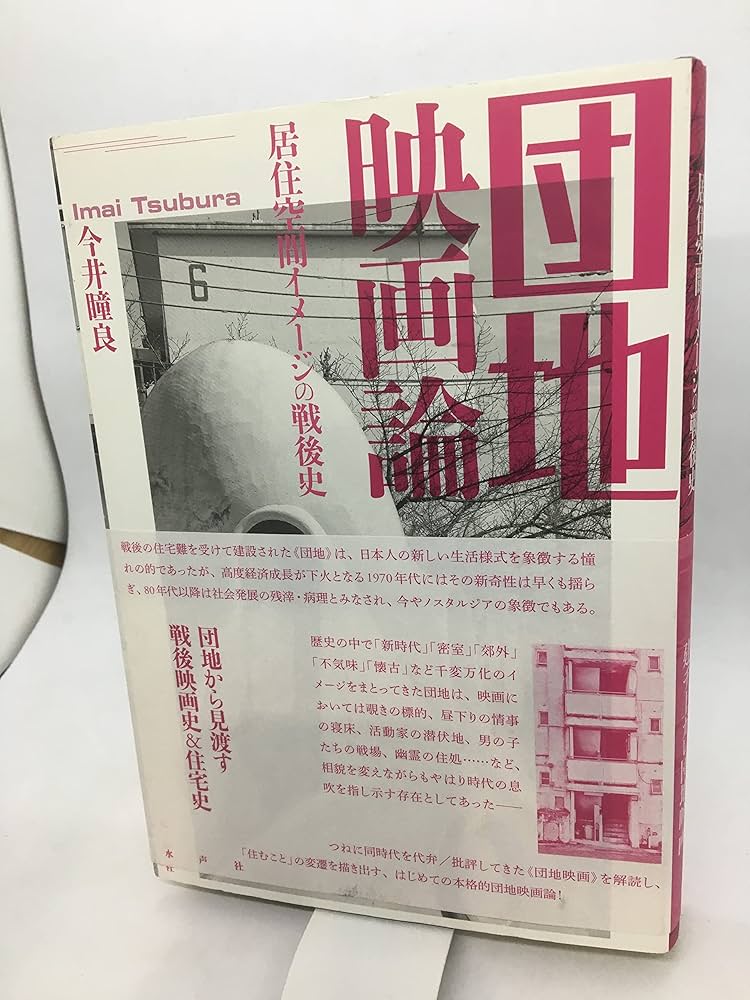 団地
映画論
居住空間イメージの戦後史
Imai Tsubura
今井瞳良
6
戦後の住宅難を受けて建設された《団地》は、日本人の新しい生活様式を象徴する憧
れの的であったが、高度経済成長が下火となる1970年代にはその新奇性は早くも揺ら
ぎ、80年代以降は社会発展の残滓・病理とみなされ、今やノスタルジアの象徴でもある。
歴史の中で「新時代」「密室」「郊外」
「不気味」「懐古」など千変万化のイ
メージをまとってきた団地は、映画に
おいては覗きの標的、昼下りの情事
の寝床、活動家の潜伏地、男の子
たちの戦場、幽霊の住処……など、
相貌を変えながらもやはり時代の息
吹を指し示す存在としてあった──
団地から見渡す
戦後映画史&住宅史
つねに同時代を代弁／批評してきた《団地映画》を解読し、
「住むこと」の変遷を描き出す、はじめての本格的団地映画論！
水声社
居住空間
戦後史